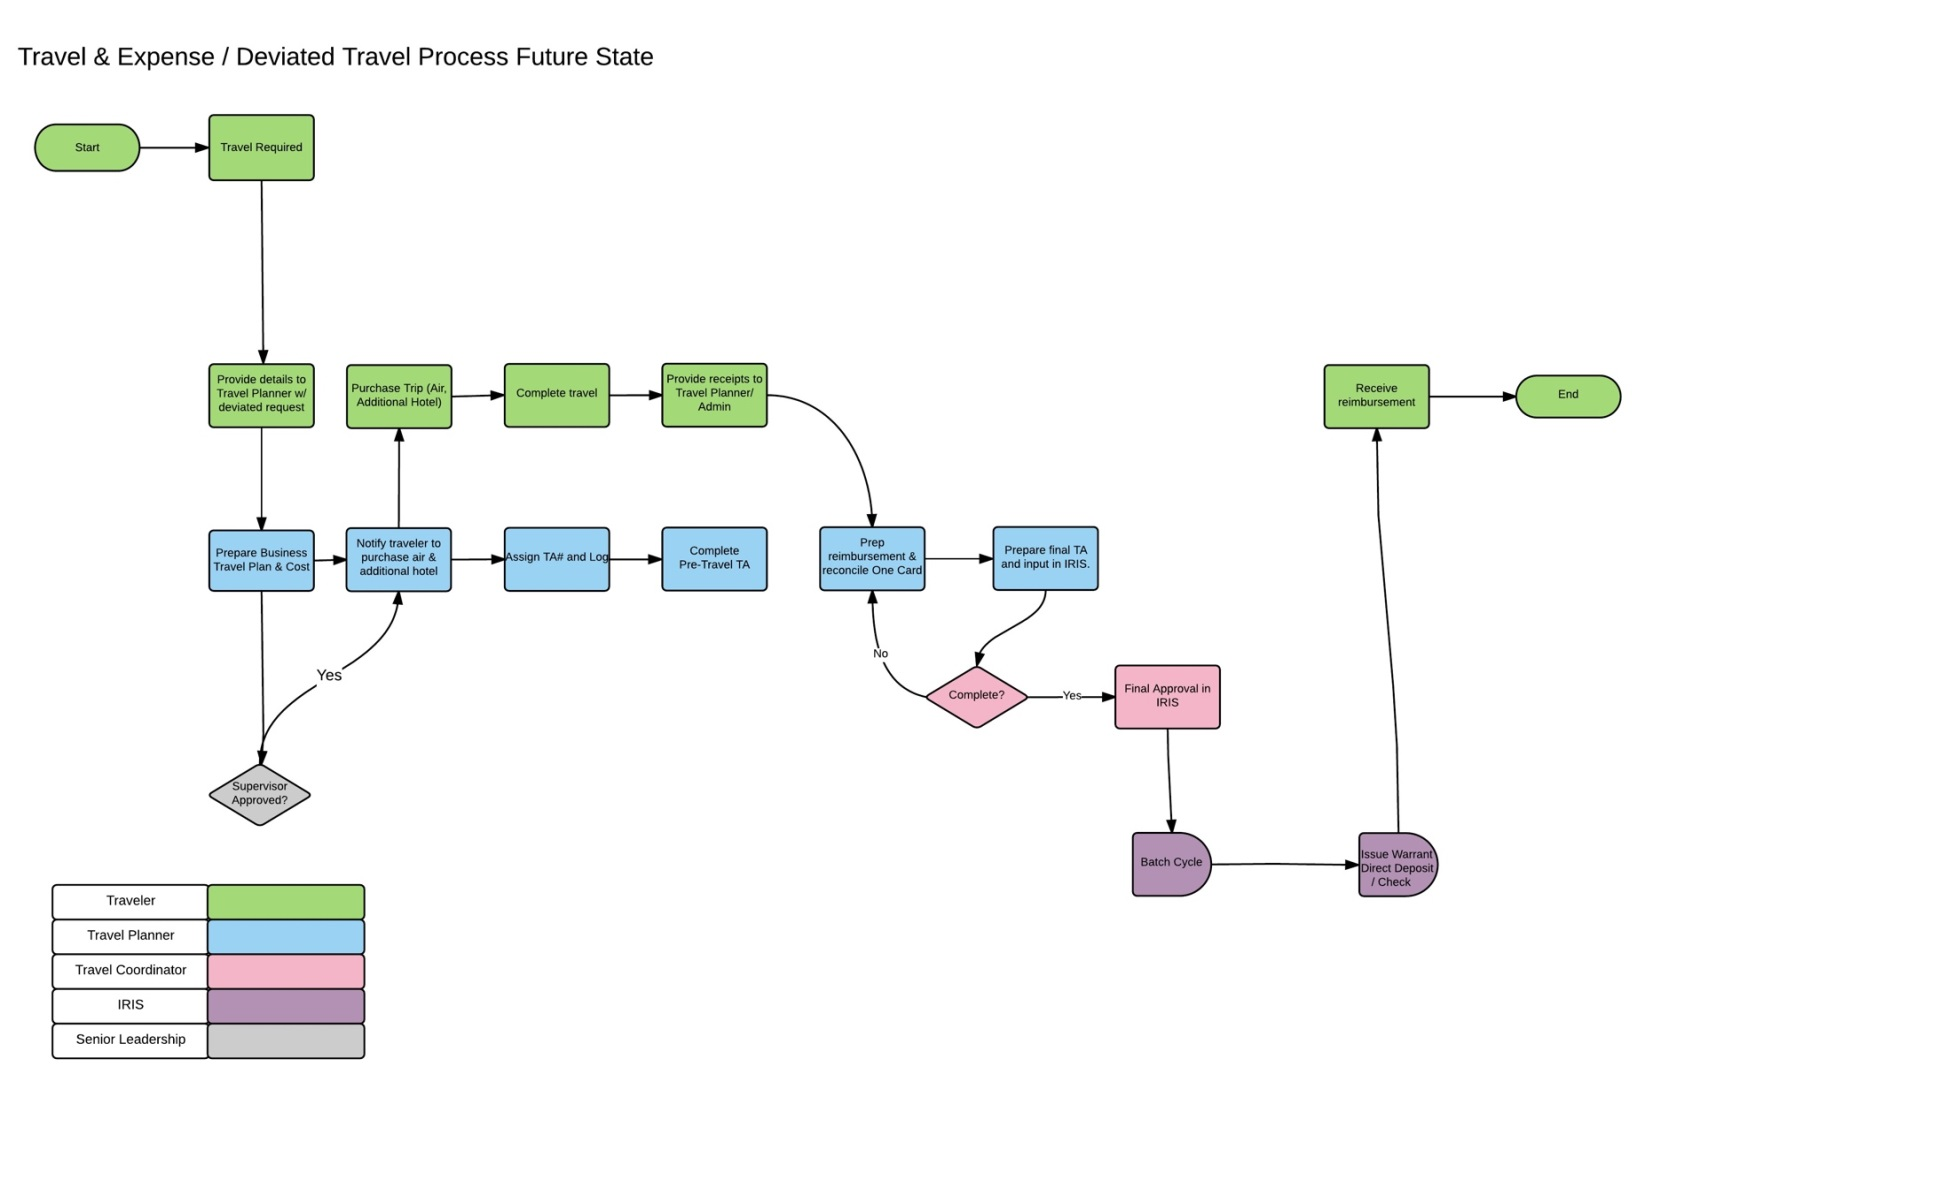 Travel & Expense / Deviated Travel Process Future State
Start
Travel Required
Provide details to
Travel Planner w/
deviated request
Purchase Trip (Air,
Additional Hotel)
Complete travel
Provide receipts to
Travel Planner/
Admin
Receive
reimbursement
End
Prepare Business
Travel Plan & Cost
Notify traveler to
purchase air &
additional hotel
Assign TA# and Log
Complete
Pre-Travel TA
Prep
reimbursement &
reconcile One Card
Prepare final TA
and input in IRIS.
Yes
No
Complete?
Yes
Final Approval in
IRIS
Supervisor
Approved?
Batch Cycle
Issue Warrant
Direct Deposit
/ Check
Traveler
Travel Planner
Travel Coordinator
IRIS
Senior Leadership